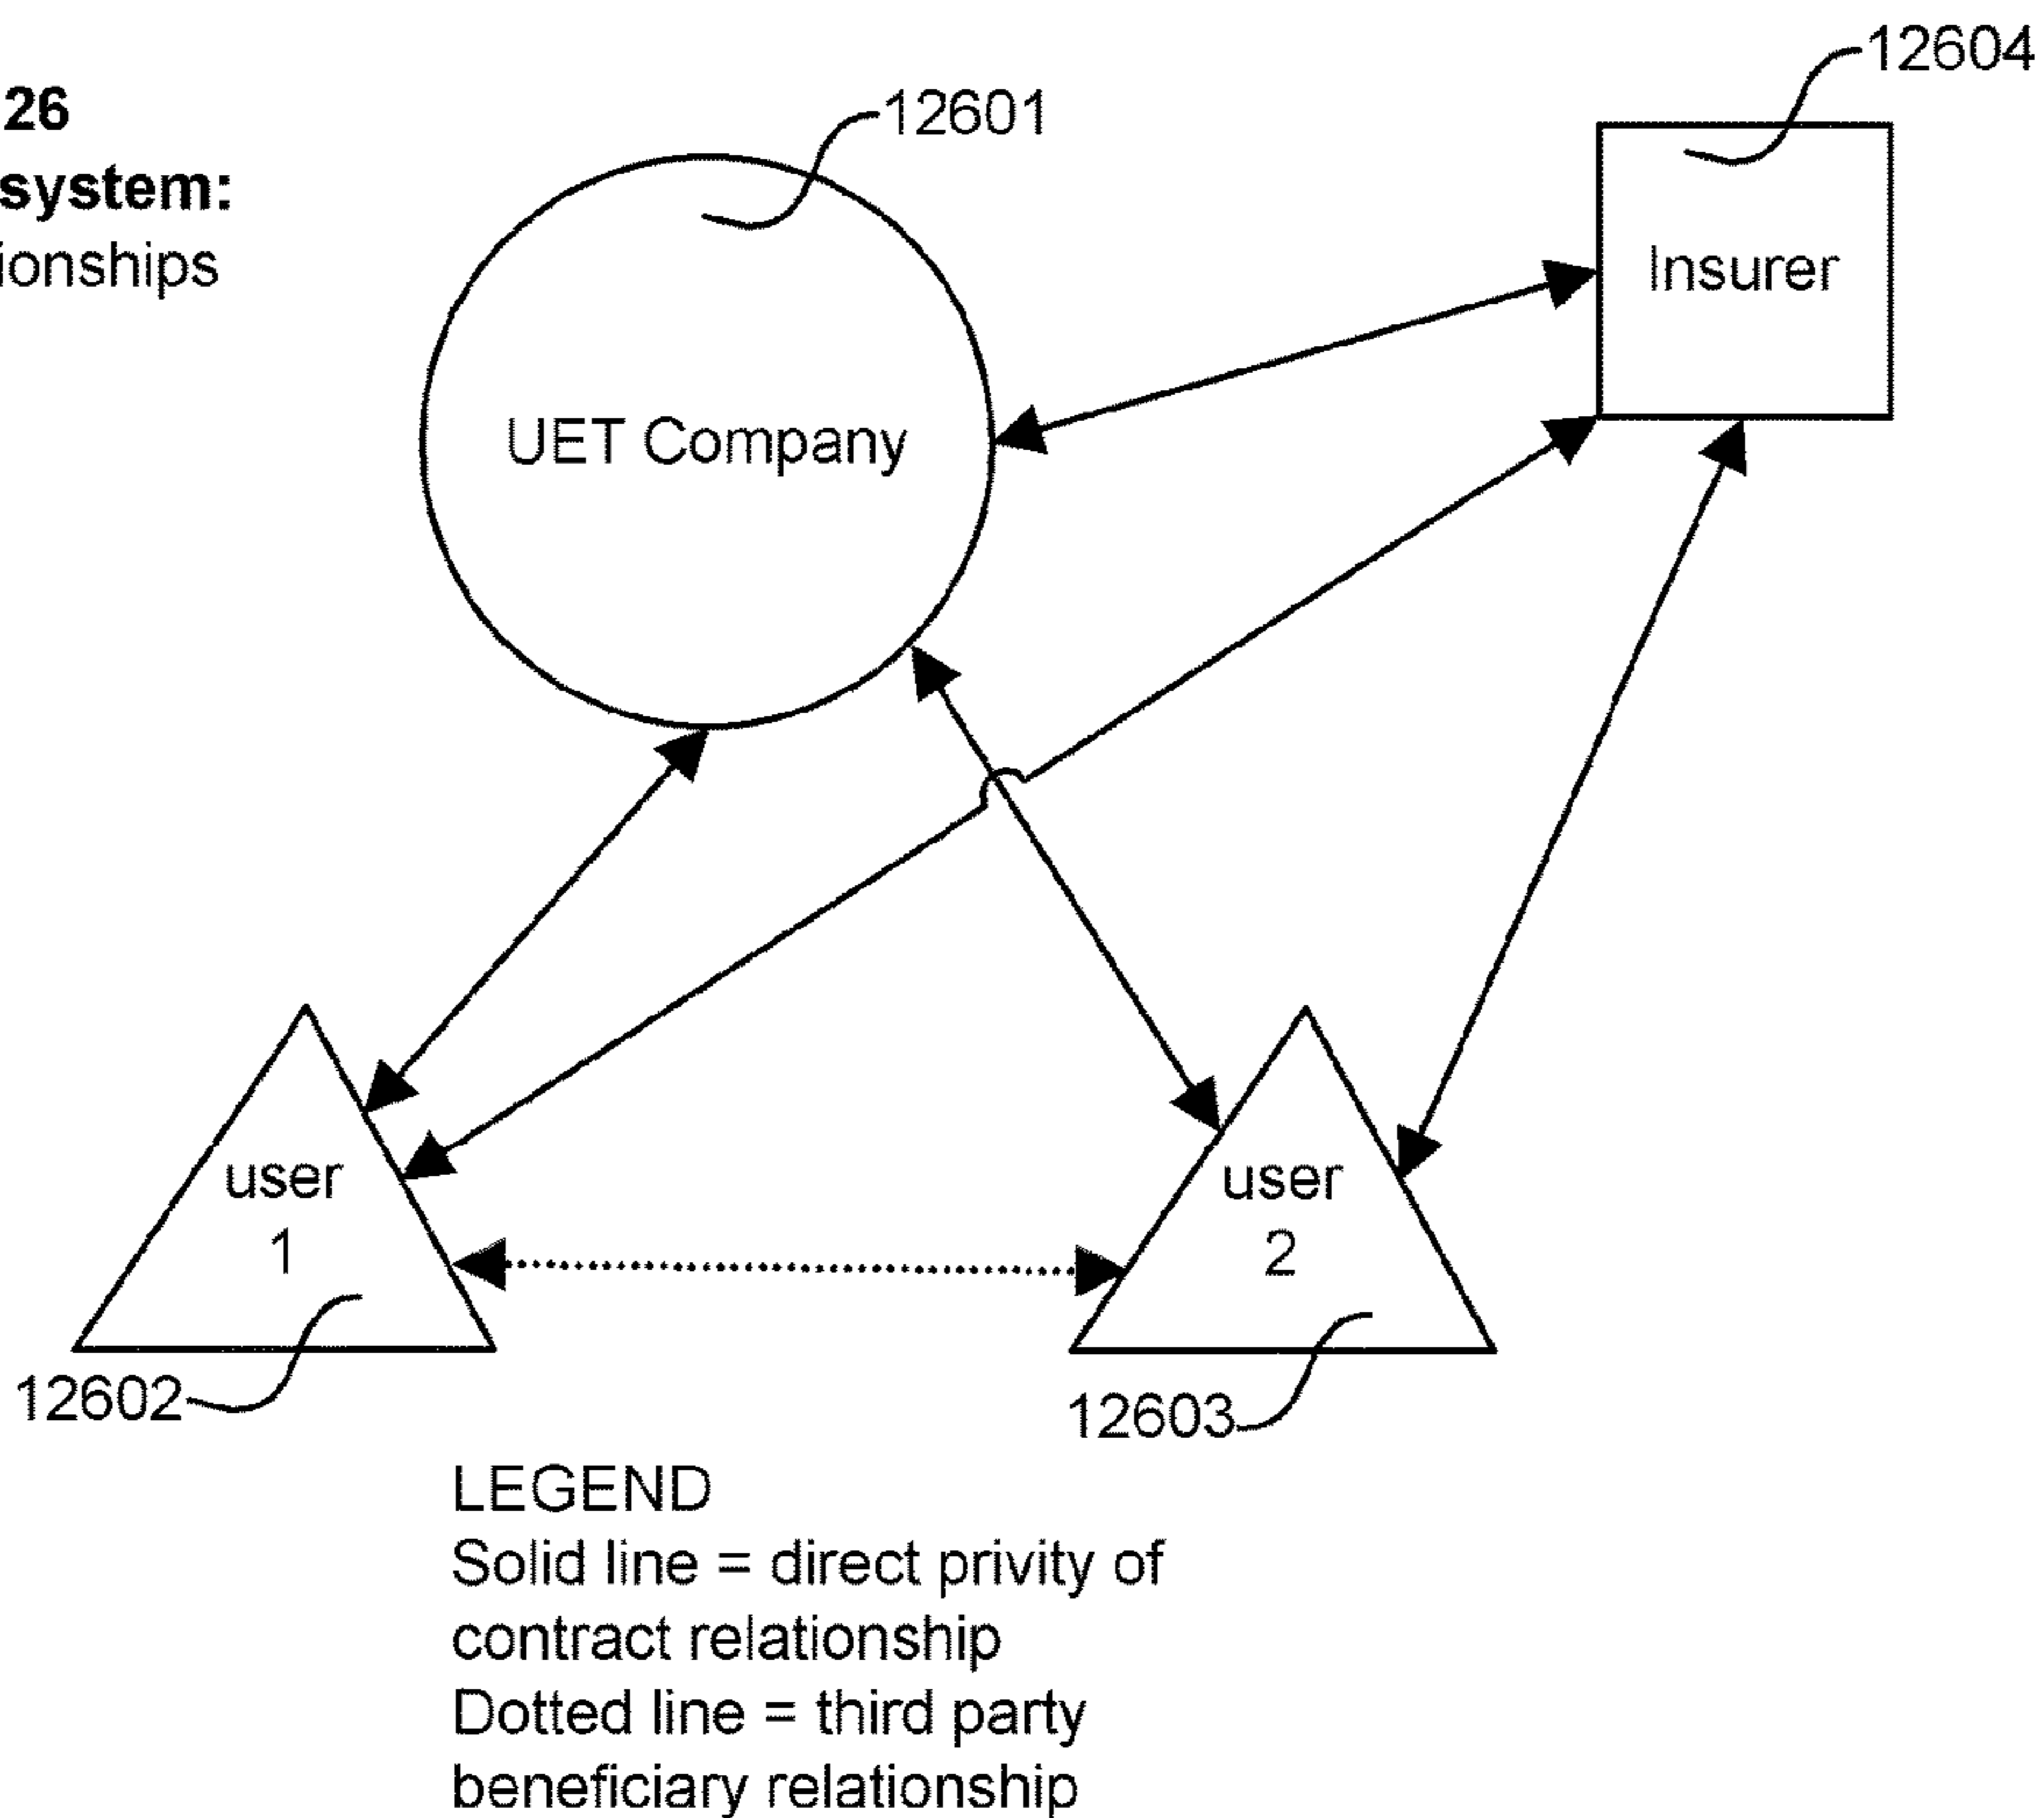 26
system:
ionships
12601
12604
Insurer
UET Company
user
1
user
2
12602
12603
LEGEND
Solid line = direct privity of
contract relationship
Dotted line = third party
beneficiary relationship